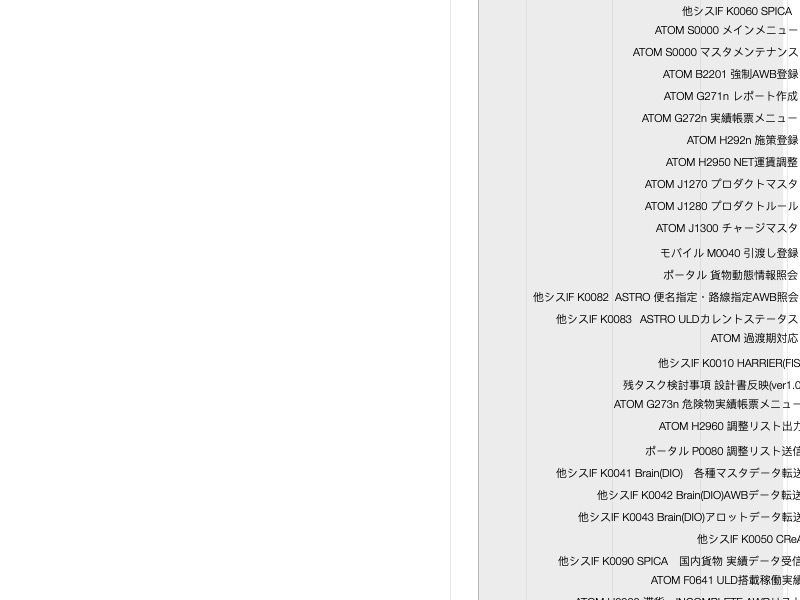 他シスIF K0060 SPICA
ATOM S0000 メインメニュー
ATOM S0000 マスタメンテナンス
ATOM B2201 強制AWB登録
ATOM G271n レポート作成
ATOM G272n 実績帳票メニュー
ATOM H292n 施策登録
ATOM H2950 NET運賃調整
ATOM J1270 プロダクトマスタ
ATOM J1280 プロダクトルール
ATOM J1300 チャージマスタ
モバイル M0040 引渡し登録
ポータル 貨物動態情報照会
他シスIF K0082 ASTRO 便名指定・路線指定AWB照会
他シスIF K0083 ASTRO ULDカレントステータス
ATOM 過渡期対応
他シスIF K0010 HARRIER(FIS
残タスク検討事項 設計書反映(ver1.0
ATOM G273n 危険物実績帳票メニュー
ATOM H2960 調整リスト出力
ポータル P0080 調整リスト送信
他シスIF K0041 Brain(DIO) 各種マスタデータ転送
他シスIF K0042 Brain(DIO)AWBデータ転送
他シスIF K0043 Brain(DIO)アロットデータ転送
他シスIF K0050 CReA
他シスIF K0090 SPICA 国内貨物 実績データ受信
ATOM F0641 ULD搭載稼働実績